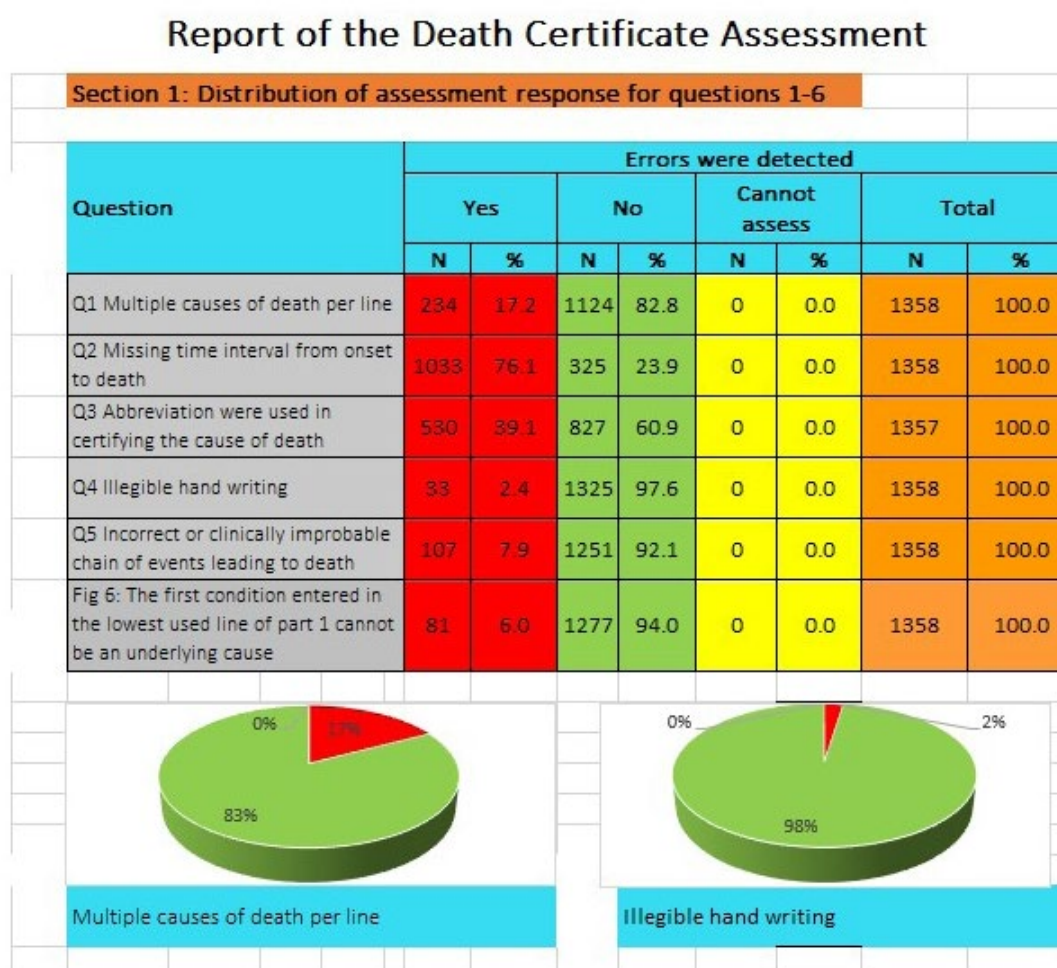 Report of the Death Certificate Assessment
Section 1: Distribution of assessment response for questions 1-6
Question
Errors were detected
Yes No Cannot assess Total
N % N % N % N %
Q1 Multiple causes of death per line 234 17.2 1124 82.8 0 0.0 1358 100.0
Q2 Missing time interval from onset
to death 1033 76.1 325 23.9 0 0.0 1358 100.0
Q3 Abbreviation were used in
certifying the cause of death 530 39.1 827 60.9 0 0.0 1357 100.0
Q4 Illegible hand writing 33 2.4 1325 97.6 0 0.0 1358 100.0
Q5 Incorrect or clinically improbable
chain of events leading to death 107 7.9 1251 92.1 0 0.0 1358 100.0
Fig 6: The first condition entered in
the lowest used line of part 1 cannot
be an underlying cause 81 6.0 1277 94.0 0 0.0 1358 100.0
0% 17%
83%
Multiple causes of death per line
0% 2%
98%
Illegible hand writing